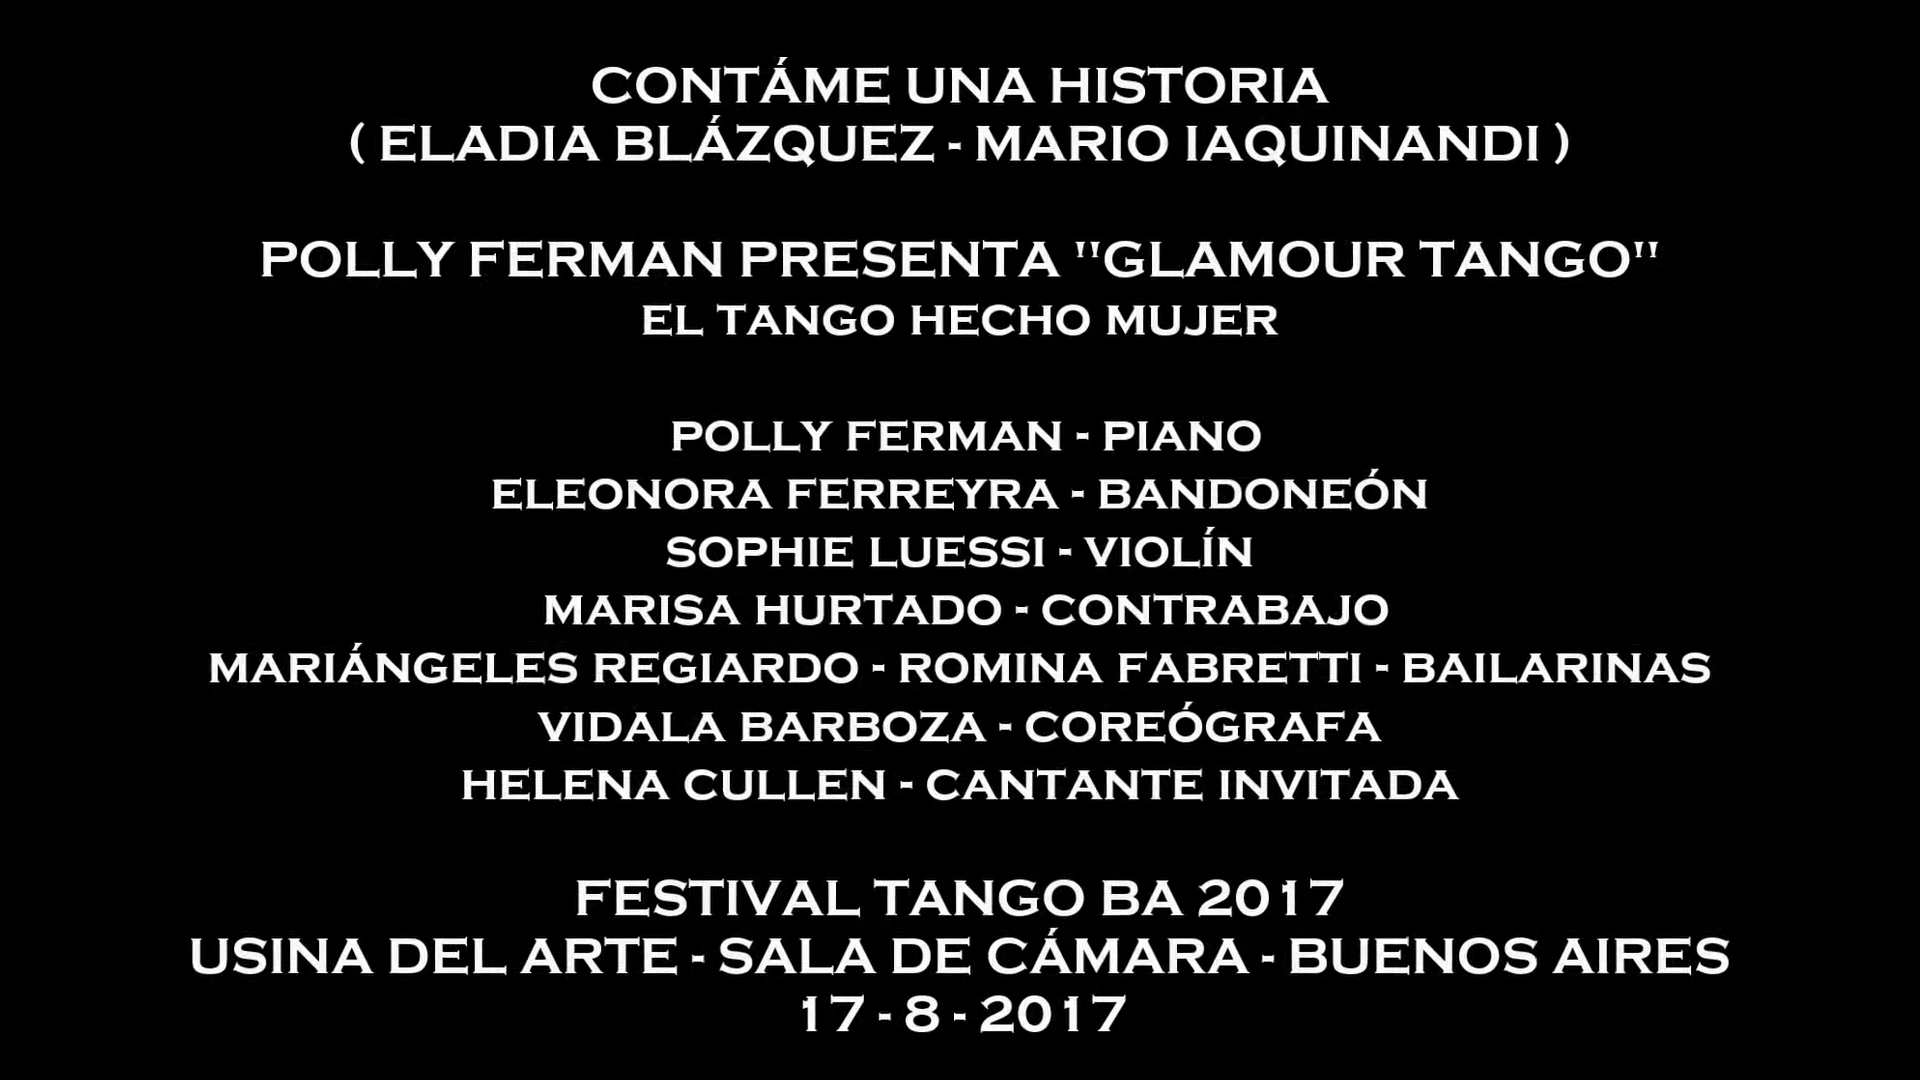 CONTÁME UNA HISTORIA
( ELADIA BLÁZQUEZ - MARIO IAQUINANDI )
POLLY FERMAN PRESENTA "GLAMOUR TANGO"
EL TANGO HECHO MUJER
POLLY FERMAN - PIANO
ELEONORA FERREYRA - BANDONEÓN
SOPHIE LUESSI - VIOLÍN
MARISA HURTADO - CONTRABAJO
MARIÁNGELES REGIARDO - ROMINA FABRETTI - BAILARINAS
VIDALA BARBOZA - COREÓGRAFA
HELENA CULLEN - CANTANTE INVITADA
FESTIVAL TANGO BA 2017
USINA DEL ARTE - SALA DE CÁMARA - BUENOS AIRES
17 - 8 - 2017